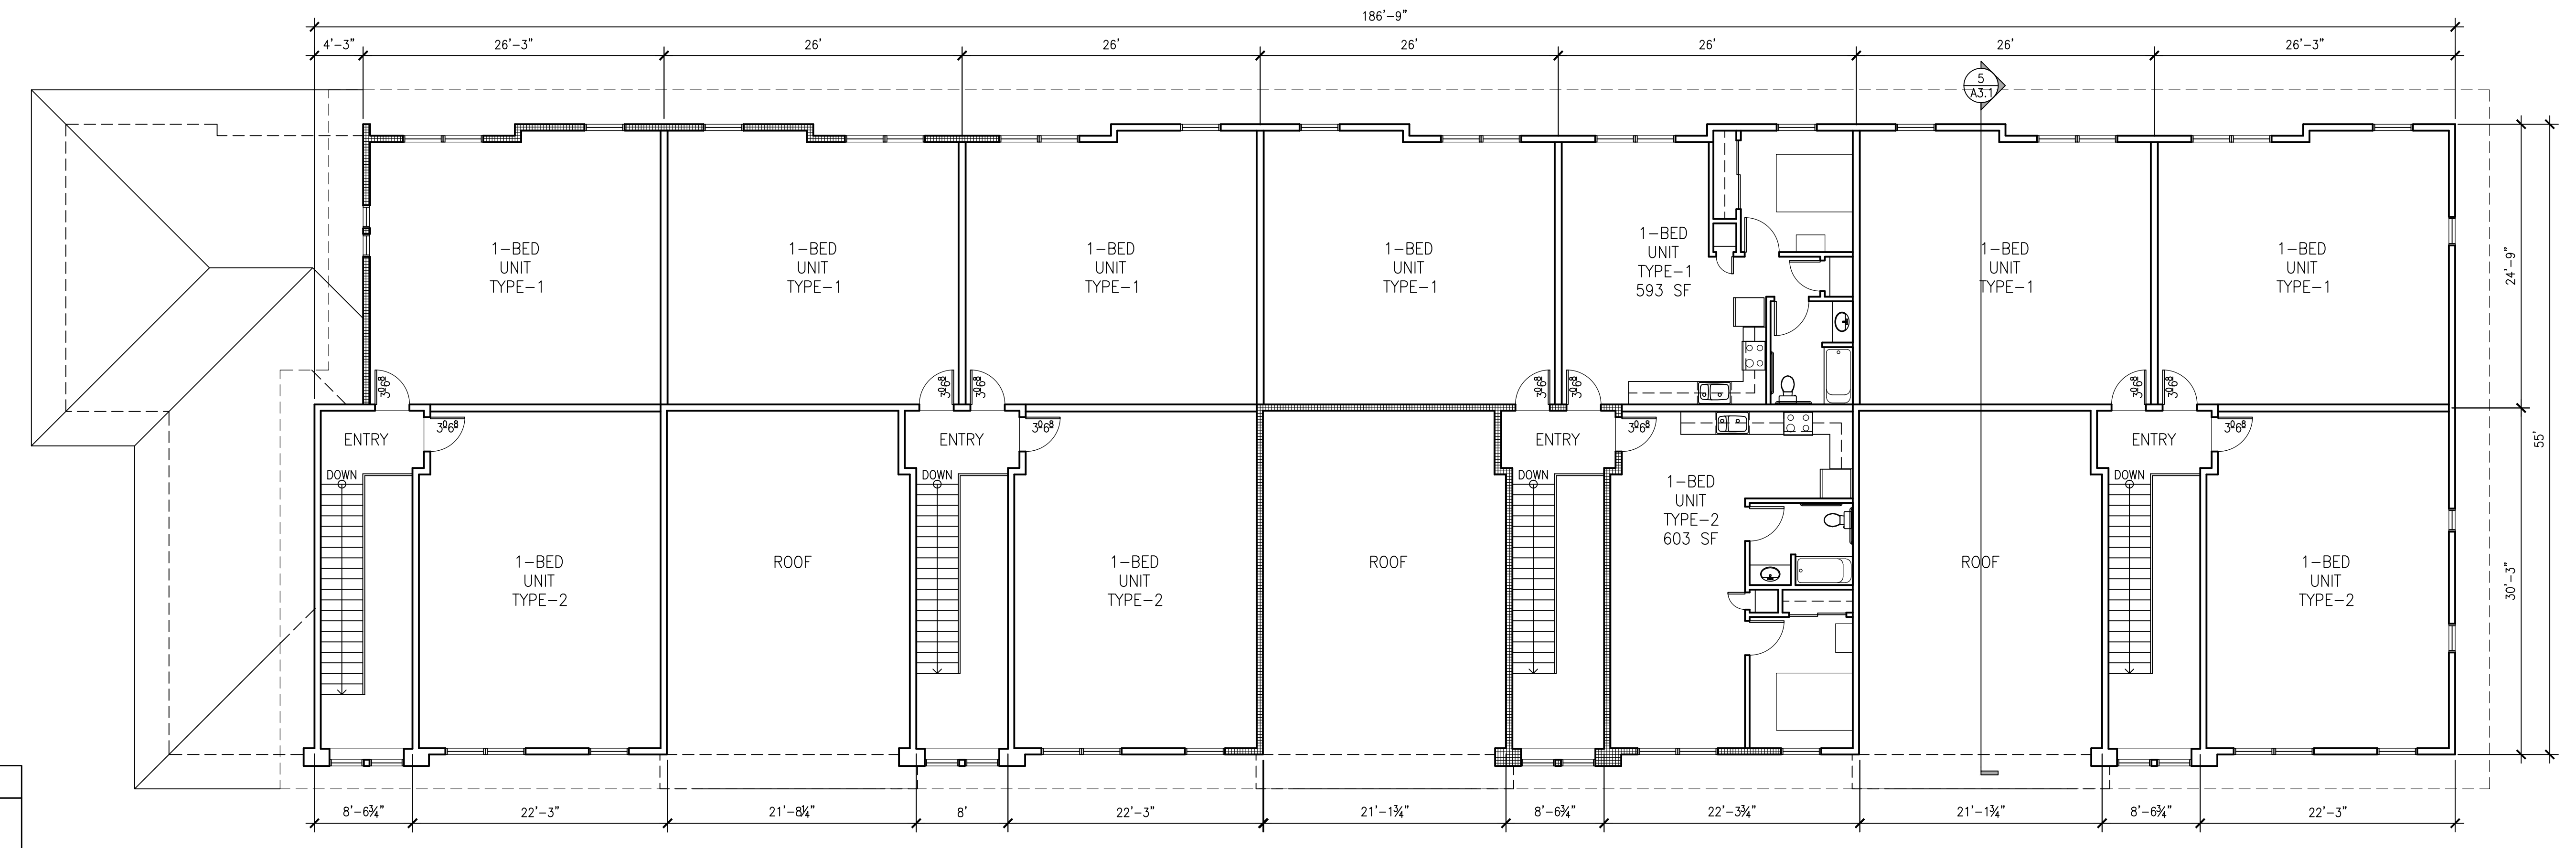 186'-9"
4'-3"
26'-3"
26'
26'
26'
26'
26'
26'-3"
5
A3.1
1-BED
UNIT
TYPE-1
1-BED
UNIT
TYPE-1
1-BED
UNIT
TYPE-1
1-BED
UNIT
TYPE-1
1-BED
UNIT
TYPE-1
593 SF
1-BED
UNIT
TYPE-1
1-BED
UNIT
TYPE-1
24'-9"
55'
30'-3"
3068
3068
3068
3068
3068
3068
3068
ENTRY
3068
ENTRY
3068
ENTRY
3068
ENTRY
3068
DOWN
DOWN
DOWN
DOWN
1-BED
UNIT
TYPE-2
ROOF
1-BED
UNIT
TYPE-2
ROOF
1-BED
UNIT
TYPE-2
603 SF
ROOF
1-BED
UNIT
TYPE-2
8'-6¾"
22'-3"
21'-8¼"
8'
22'-3"
21'-1¾"
8'-6¾"
22'-3¾"
21'-1¾"
8'-6¾"
22'-3"